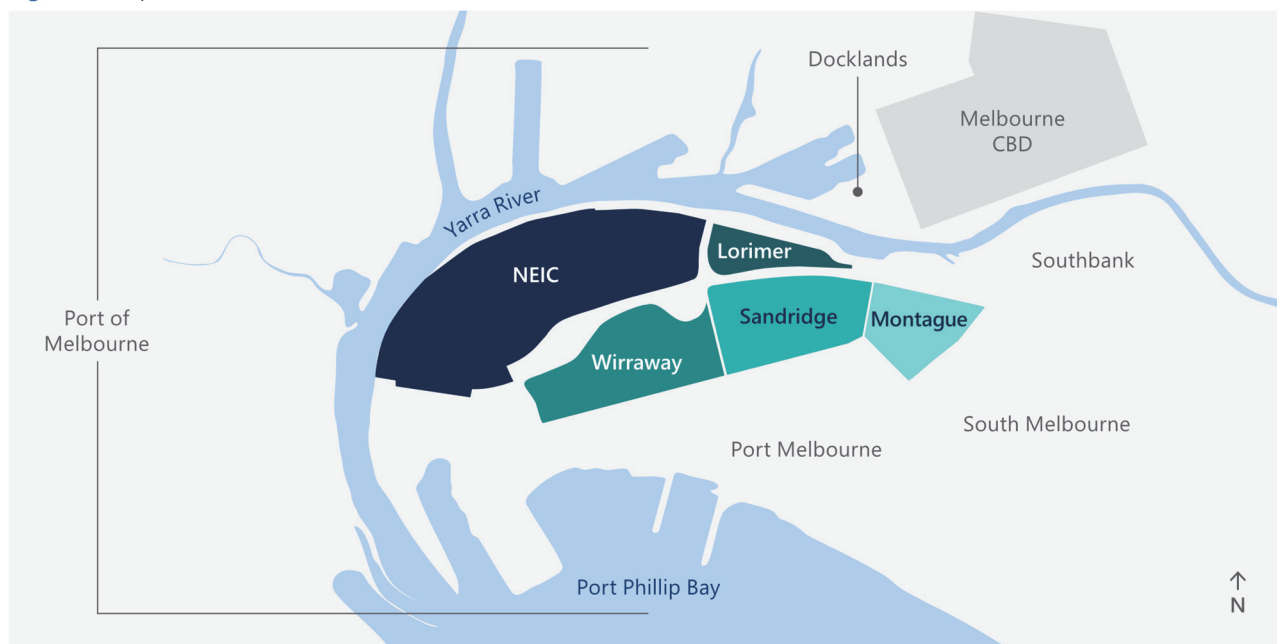 Docklands
Melbourne
CBD
Yarra River
Lorimer
Southbank
NEIC
Port of
Melbourne
Sandridge
Montague
Wirraway
South Melbourne
Port Melbourne
Port Phillip Bay
N